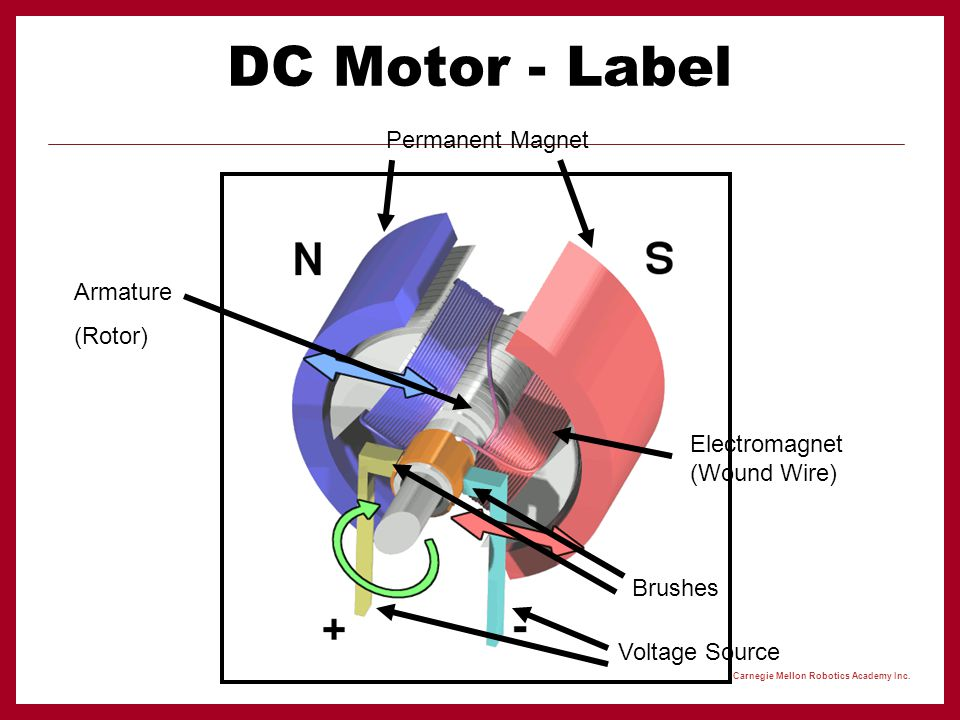 DC Motor - Label
Permanent Magnet
N
S
Armature
(Rotor)
Electromagnet
(Wound Wire)
Brushes
+
-
Voltage Source
Carnegie Mellon Robotics Academy Inc.